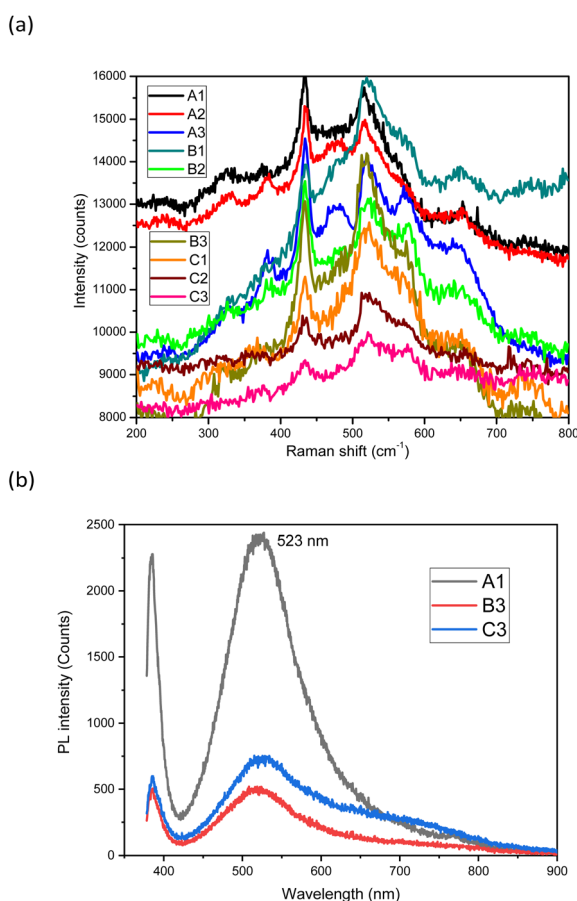 (a)
16000
15000
14000
13000
12000
11000
10000
9000
8000
Intensity (counts)
A1
A2
A3
B1
B2
B3
C1
C2
C3
200 300 400 500 600 700 800
Raman shift (cm-1)
(b)
2500
2000
1500
1000
500
0
PL intensity (Counts)
523 nm
A1
B3
C3
400 500 600 700 800 900
Wavelength (nm)